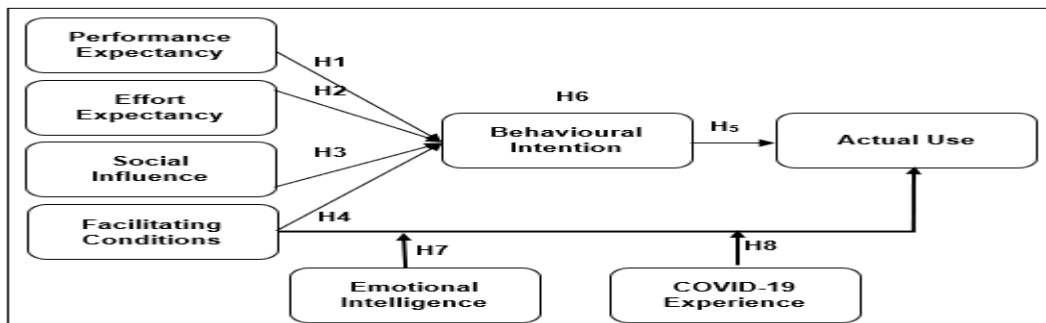 Performance
Expectancy
H1
Effort
Expectancy
H2
H6
Behavioural
Intention
H5
Actual Use
Social
Influence
H3
Facilitating
Conditions
H4
H7
H8
Emotional
Intelligence
COVID-19
Experience